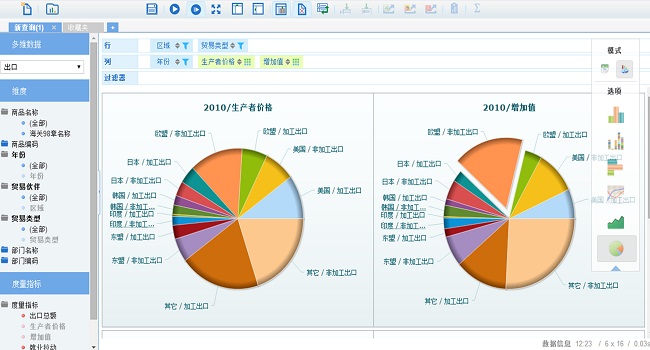 新查询(1) ×
收藏夹
+
多维数据
出口
维度
商品名称
(全部)
海关98章名称
商品编码
年份
(全部)
年份
贸易伙伴
(全部)
区域
贸易类型
(全部)
贸易类型
部门名称
部门编码
度量指标
度量指标
出口总额
生产者价格
增加值
就业拉动
行
区域
贸易类型
列
年份
生产者价格
增加值
过滤器
2010/生产者价格
欧盟 / 非加工出口
欧盟 / 加工出口
美国 / 非加工出口
美国 / 加工出口
日本 / 加工出口
日本 / 非加工出口
韩国 / 加工出口
韩国 / 非加工...
印度 / 加工出口
印度 / 非加工...
东盟 / 加工出口
东盟 / 非加工出口
其它 / 加工出口
其它 / 非加工出口
2010/增加值
欧盟 / 非加工出口
欧盟 / 加工出口
美国 / 非加工出口
美国 / 加工出口
日本 / 加工出口
日本 / 非加工出口
韩国 / 加工出口
韩国 / 非加工...
印度 / 加工出口
印度 / 非加工...
东盟 / 加工出口
东盟 / 非加工出口
其它 / 加工出口
其它 / 非加工出口
模式
选项
数据信息 12:23 / 6 x 16 / 0.03s